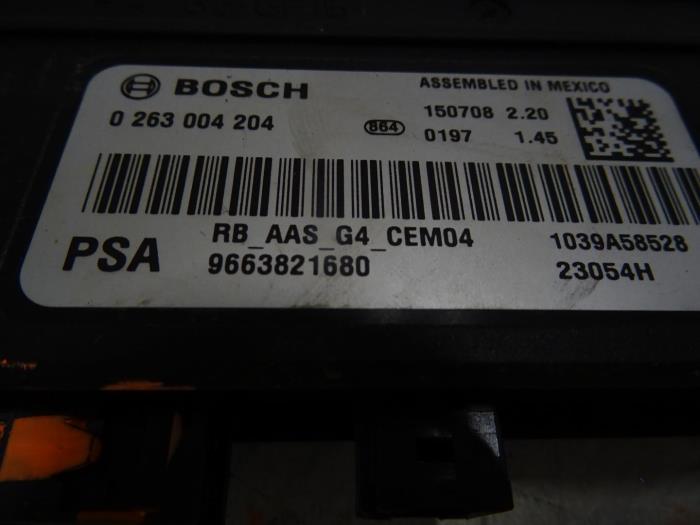 BOSCH
ASSEMBLED IN MEXICO
0 263 004 204
864
150708 2.20
0197 1.45
PSA
RB_AAS_G4_CEM04
9663821680
1039A58528
23054H